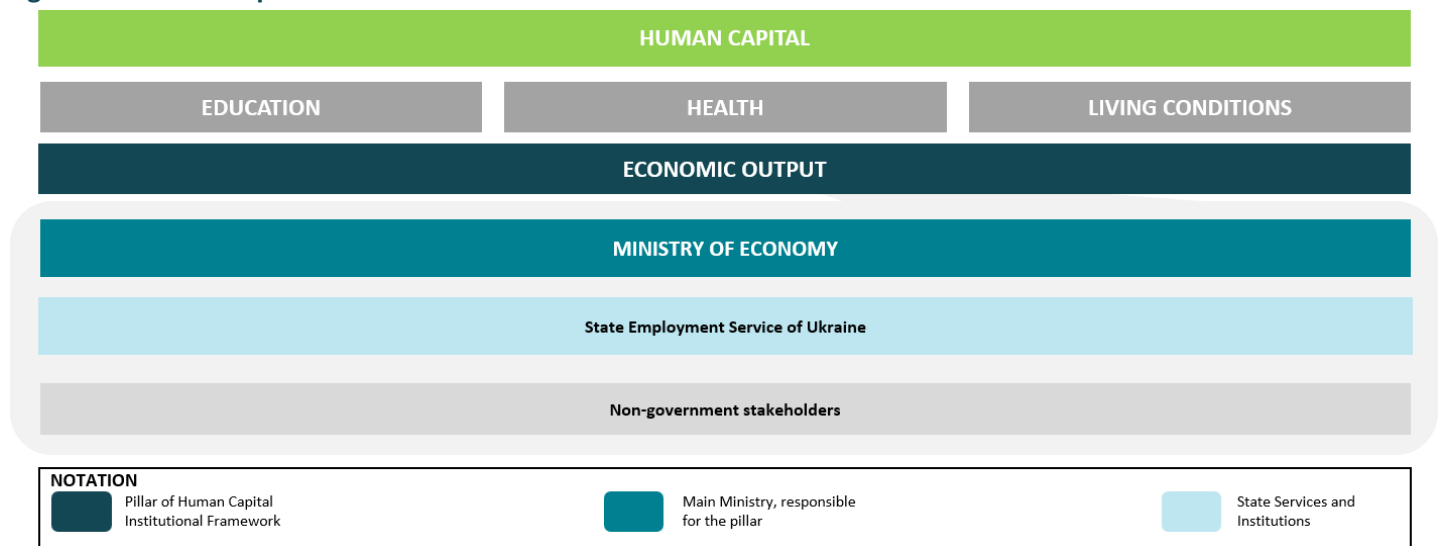 HUMAN CAPITAL
EDUCATION
HEALTH
LIVING CONDITIONS
ECONOMIC OUTPUT
MINISTRY OF ECONOMY
State Employment Service of Ukraine
Non-government stakeholders
NOTATION
Pillar of Human Capital
Institutional Framework
Main Ministry, responsible
for the pillar
State Services and
Institutions